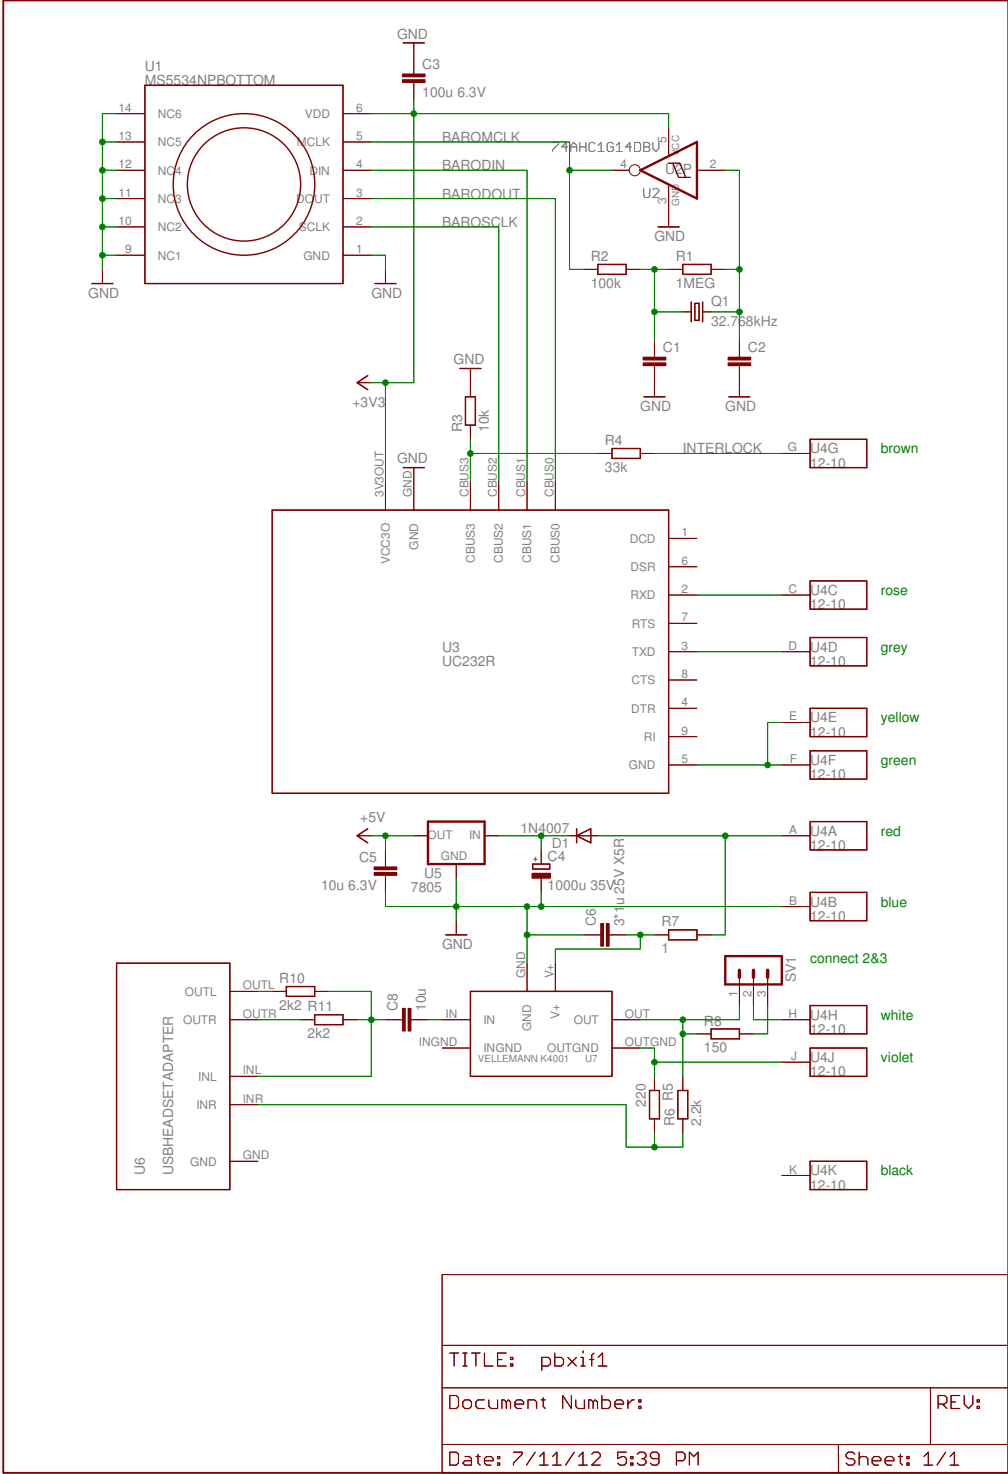 GND
C3
100u 6.3V
U1
MS5534NPBOTTOM
14 NC6 VDD 6
13 NC5 MCLK 5 BAROMCLK
12 NC4 DIN 4 BARODIN
11 NC3 DOUT 3 BARODOUT
10 NC2 SCLK 2 BAROSCLK
9 NC1 GND 1
GND
GND
74AHC1G14DBV
5 VCC
4 U2P 2
U2
3 GND
GND
R2
100k
R1
1MEG
Q1
32.768kHz
C1
C2
GND
GND
+3V3
GND
R3
10k
R4
33k
INTERLOCK
G U4G brown
12-10
3V3OUT
GND
GND
CBUS3
CBUS2
CBUS1
CBUS0
VCC3O
GND
CBUS3
CBUS2
CBUS1
CBUS0
U3
UC232R
DCD 1
DSR 6
RXD 2
RTS 7
TXD 3
CTS 8
DTR 4
RI 9
GND 5
C U4C rose
12-10
D U4D grey
12-10
E U4E yellow
12-10
F U4F green
12-10
+5V
OUT IN
GND
U5
7805
C5
10u 6.3V
1N4007
D1
C4
1000u 35V
A U4A red
12-10
B U4B blue
12-10
GND
C6
3*1u 25V X5R
R7
1
SV1
1 2 3
connect 2&3
H U4H white
12-10
J U4J violet
12-10
K U4K black
12-10
GND
V+
IN
INGND
IN
GND
V+
OUT
INGND
OUTGND
VELLEMANN K4001 U7
OUT
OUTGND
R8
150
220
R6
R5
2.2k
C8
10u
R10
2k2
R11
2k2
OUTL OUTL
OUTR OUTR
INL INL
INR INR
GND GND
U6
USBHEADSETADAPTER
TITLE: pbxif1
Document Number:
REV:
Date: 7/11/12 5:39 PM
Sheet: 1/1